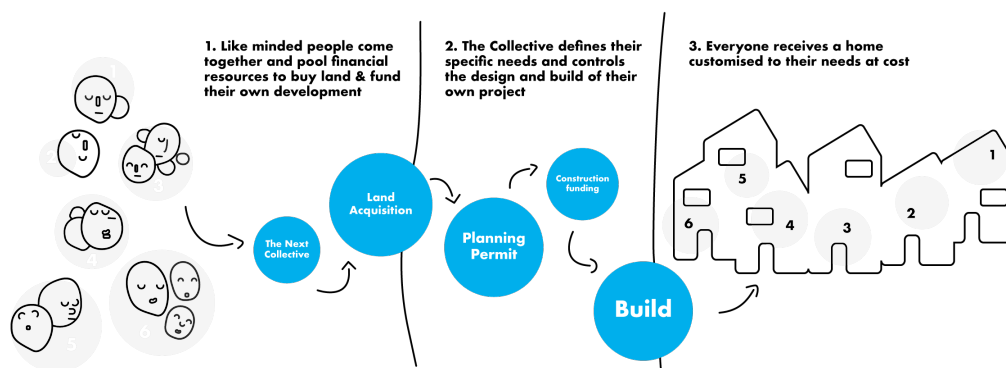 1. Like minded people come
together and pool financial
resources to buy land & fund
their own development
2. The Collective defines their
specific needs and controls
the design and build of their
own project
3. Everyone receives a home
customised to their needs at cost
1
2
3
4
5
6
The Next
Collective
Land
Acquisition
Planning
Permit
Construction
funding
Build
6
5
4
3
2
1